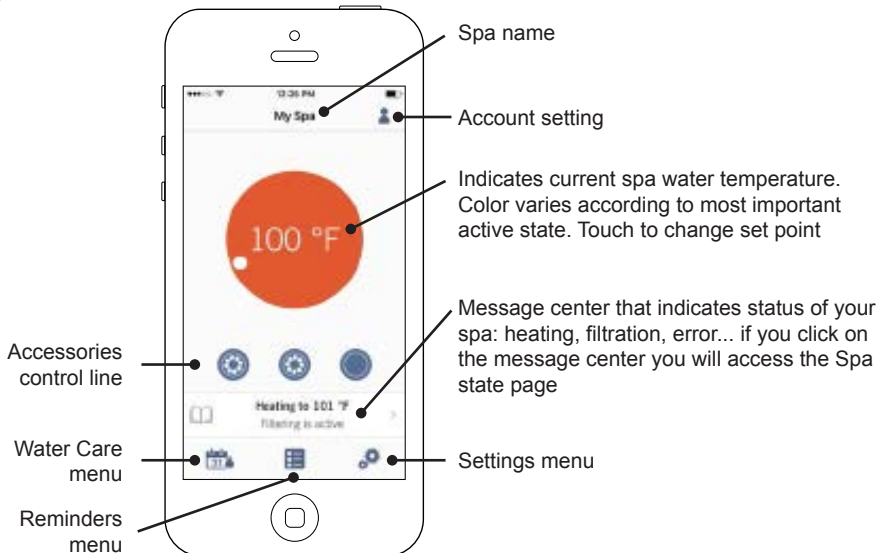 Spa name
12:26 PM
My Spa
Account setting
Indicates current spa water temperature.
Color varies according to most important
active state. Touch to change set point
100 °F
Message center that indicates status of your
spa: heating, filtration, error... if you click on
the message center you will access the Spa
state page
Accessories
control line
Heating to 101 °F
Filtering is active
Water Care
menu
31
Settings menu
Reminders
menu